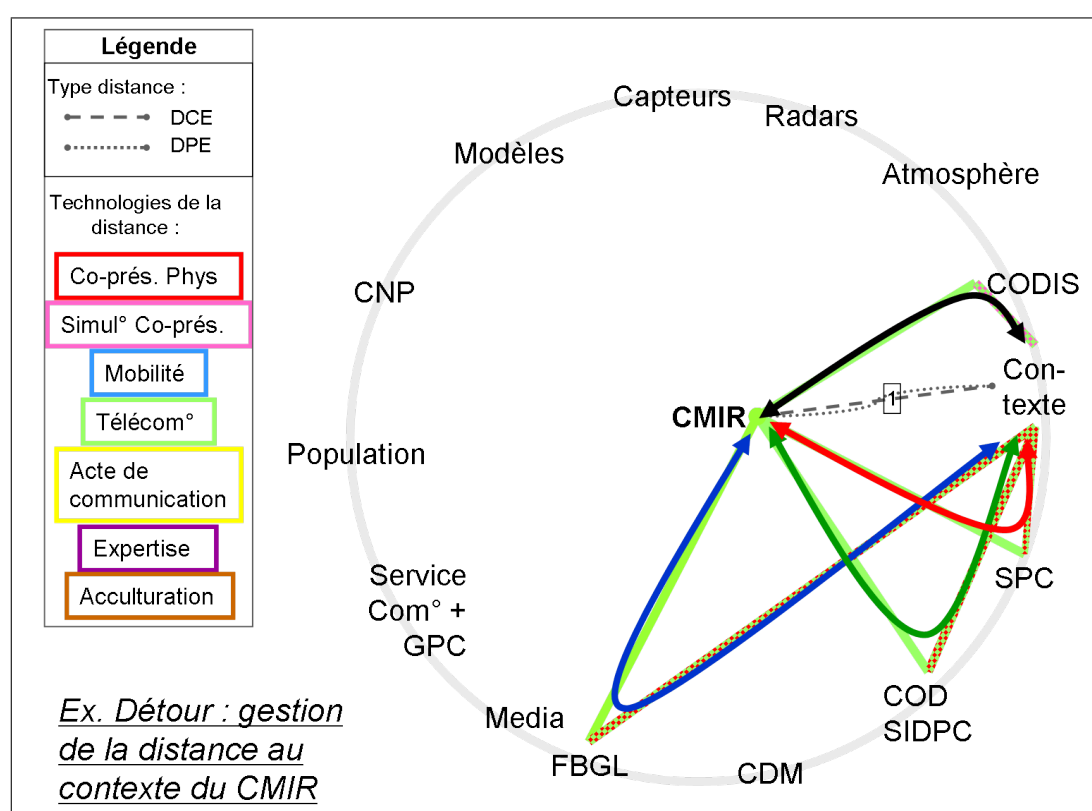 Légende
Type distance :
DCE
DPE
Technologies de la
distance :
Co-prés. Phys
Simul° Co-prés.
Mobilité
Télécom°
Acte de
communication
Expertise
Acculturation
Ex. Détour : gestion
de la distance au
contexte du CMIR
Capteurs
Radars
Modèles
Atmosphère
CNP
CODIS
Con-
texte
1
CMIR
Population
Service
Com° +
GPC
SPC
Media
FBGL
CDM
COD
SIDPC